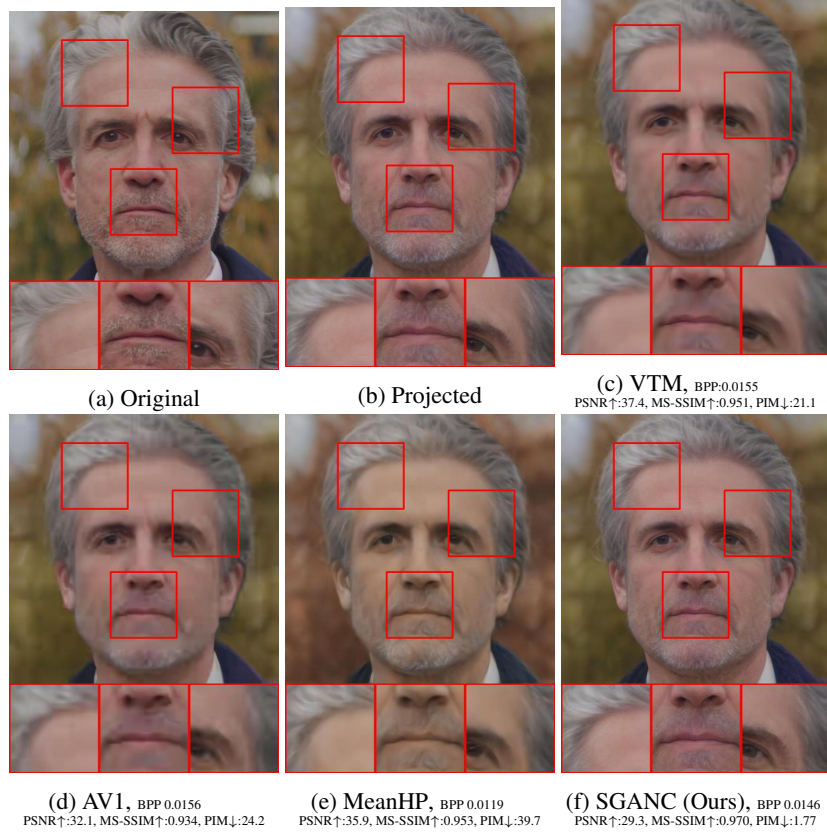 (a) Original
(b) Projected
(c) VTM, BPP:0.0155
PSNR↑:37.4, MS-SSIM↑:0.951, PIM↓:21.1
(d) AV1, BPP 0.0156
PSNR↑:32.1, MS-SSIM↑:0.934, PIM↓:24.2
(e) MeanHP, BPP 0.0119
PSNR↑:35.9, MS-SSIM↑:0.953, PIM↓:39.7
(f) SGANC (Ours), BPP 0.0146
PSNR↑:29.3, MS-SSIM↑:0.970, PIM↓:1.77